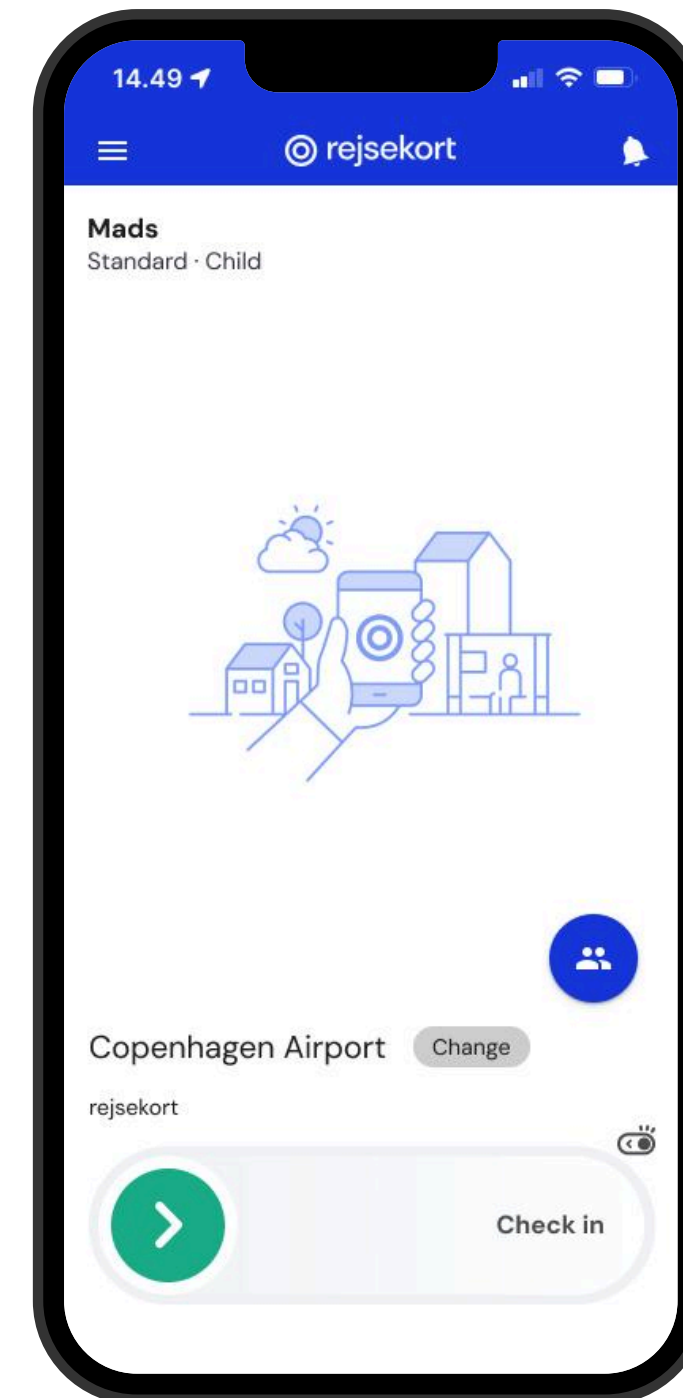 14.49
rejsekort
Mads
Standard · Child
Copenhagen Airport Change
rejsekort
Check in